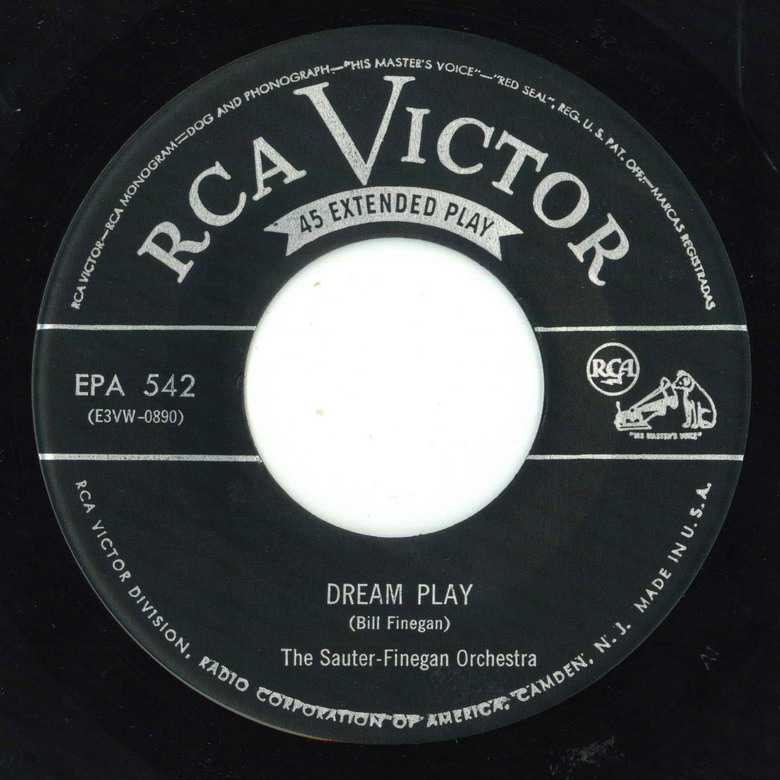 RCA VICTOR—RCA MONOGRAM—DOG AND PHONOGRAPH—"HIS MASTER'S VOICE"—"RED SEAL", REG. U. S. PAT. OFF.—MARCAS REGISTRADAS
RCA VICTOR
45 EXTENDED PLAY
EPA 542
(E3VW-0890)
RCA
"HIS MASTER'S VOICE"
DREAM PLAY
(Bill Finegan)
The Sauter-Finegan Orchestra
RCA VICTOR DIVISION, RADIO CORPORATION OF AMERICA, CAMDEN, N. J. MADE IN U. S. A.
A1